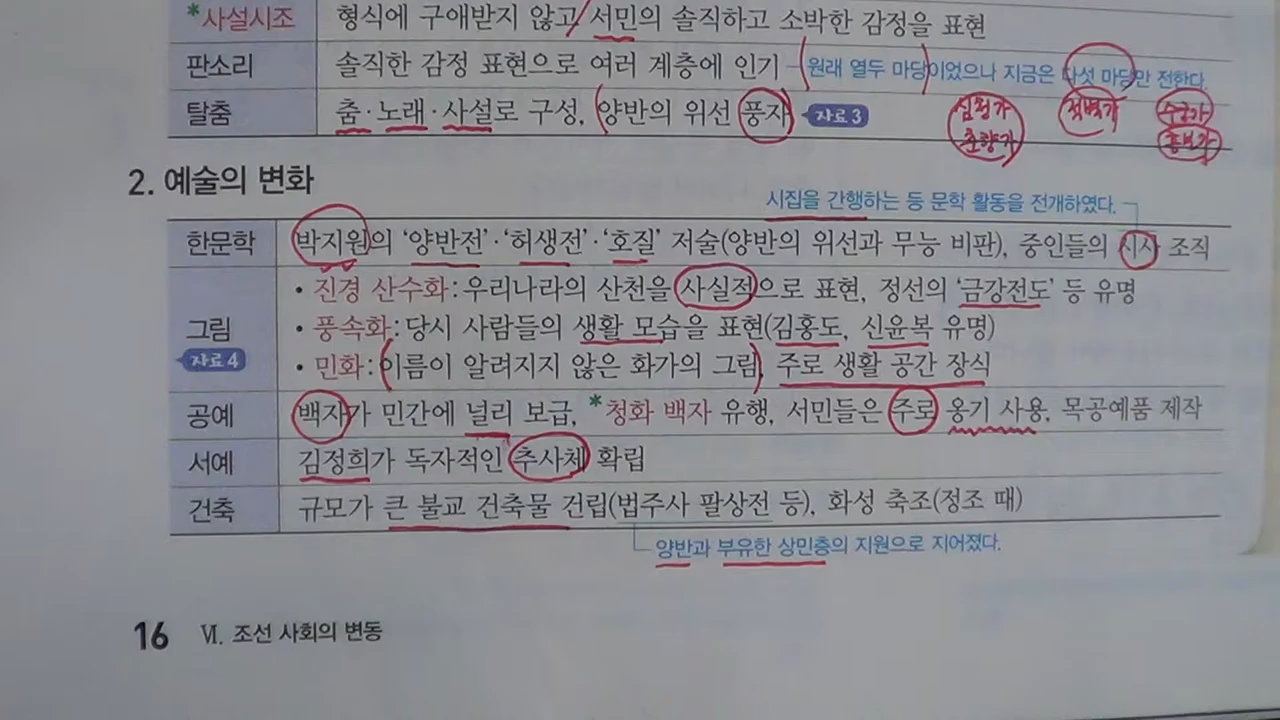 *사설시조 형식에 구애받지 않고 서민의 솔직하고 소박한 감정을 표현
판소리 솔직한 감정 표현으로 여러 계층에 인기 원래 열두 마당이었으나 지금은 다섯 마당만 전한다.
탈춤 춤·노래·사설로 구성, 양반의 위선 풍자 자료3
심청가 적벽가 수궁가
춘향가 흥보가
2. 예술의 변화
시집을 간행하는 등 문학 활동을 전개하였다.
한문학 박지원의 ‘양반전’·‘허생전’·‘호질’ 저술(양반의 위선과 무능 비판), 중인들의 시사 조직
• 진경 산수화: 우리나라의 산천을 사실적으로 표현, 정선의 ‘금강전도’ 등 유명
그림 • 풍속화: 당시 사람들의 생활 모습을 표현(김홍도, 신윤복 유명)
자료4 • 민화: 이름이 알려지지 않은 화가의 그림, 주로 생활 공간 장식
공예 백자가 민간에 널리 보급, *청화 백자 유행, 서민들은 주로 옹기 사용, 목공예품 제작
서예 김정희가 독자적인 추사체 확립
건축 규모가 큰 불교 건축물 건립(법주사 팔상전 등), 화성 축조(정조 때)
양반과 부유한 상민층의 지원으로 지어졌다.
16 Ⅵ. 조선 사회의 변동